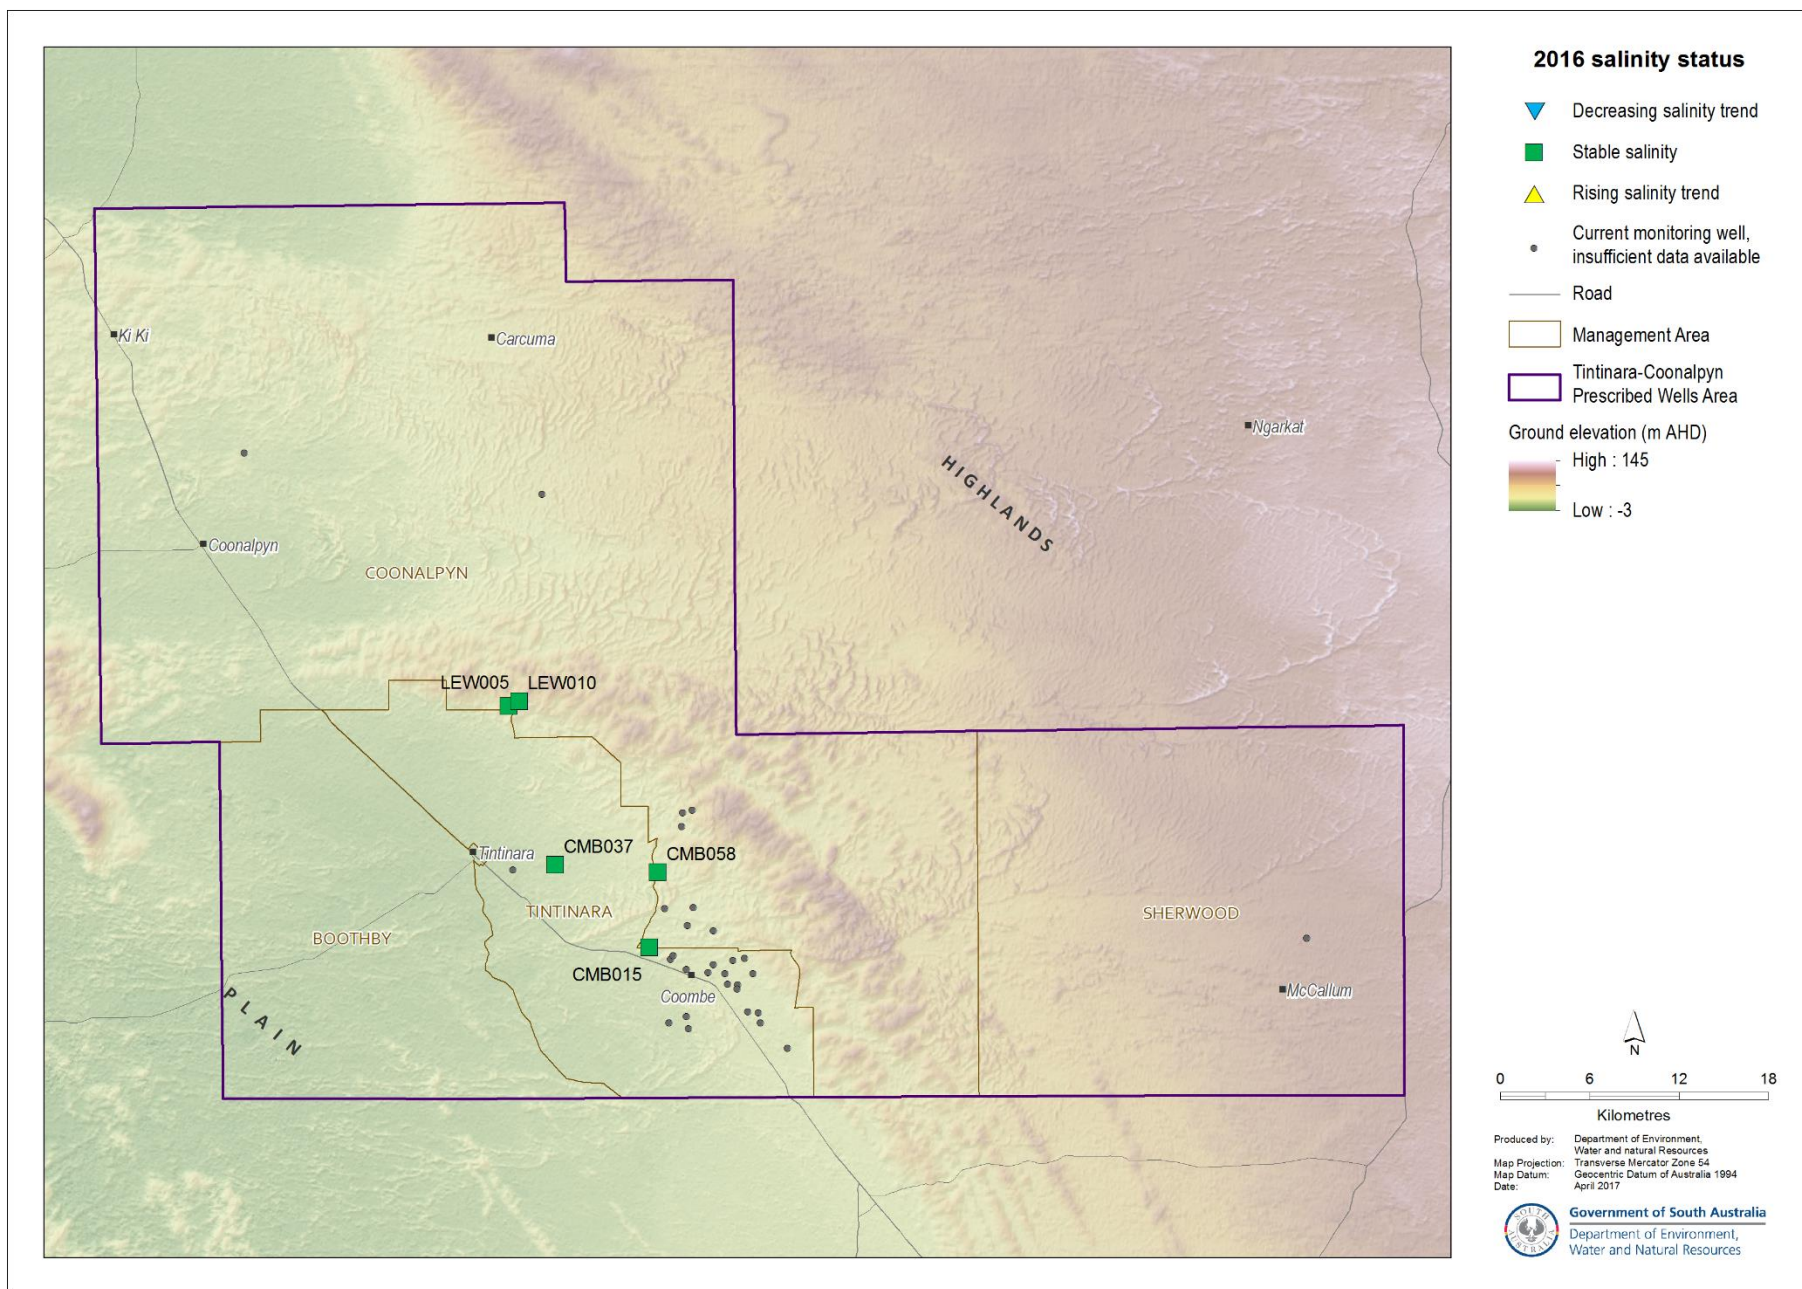 Ki Ki
Carcuma
Ngarkat
HIGHLANDS
Coonalpyn
COONALPYN
LEW005
LEW010
Tintinara
CMB037
CMB058
TINTINARA
SHERWOOD
BOOTHBY
CMB015
Coombe
McCallum
PLAIN
2016 salinity status
Decreasing salinity trend
Stable salinity
Rising salinity trend
Current monitoring well,
insufficient data available
Road
Management Area
Tintinara-Coonalpyn
Prescribed Wells Area
Ground elevation (m AHD)
High : 145
Low : -3
N
0 6 12 18
Kilometres
Produced by: Department of Environment,
Water and natural Resources
Map Projection: Transverse Mercator Zone 54
Map Datum: Geocentric Datum of Australia 1994
Date: April 2017
SOUTH AUSTRALIA
Government of South Australia
Department of Environment,
Water and Natural Resources